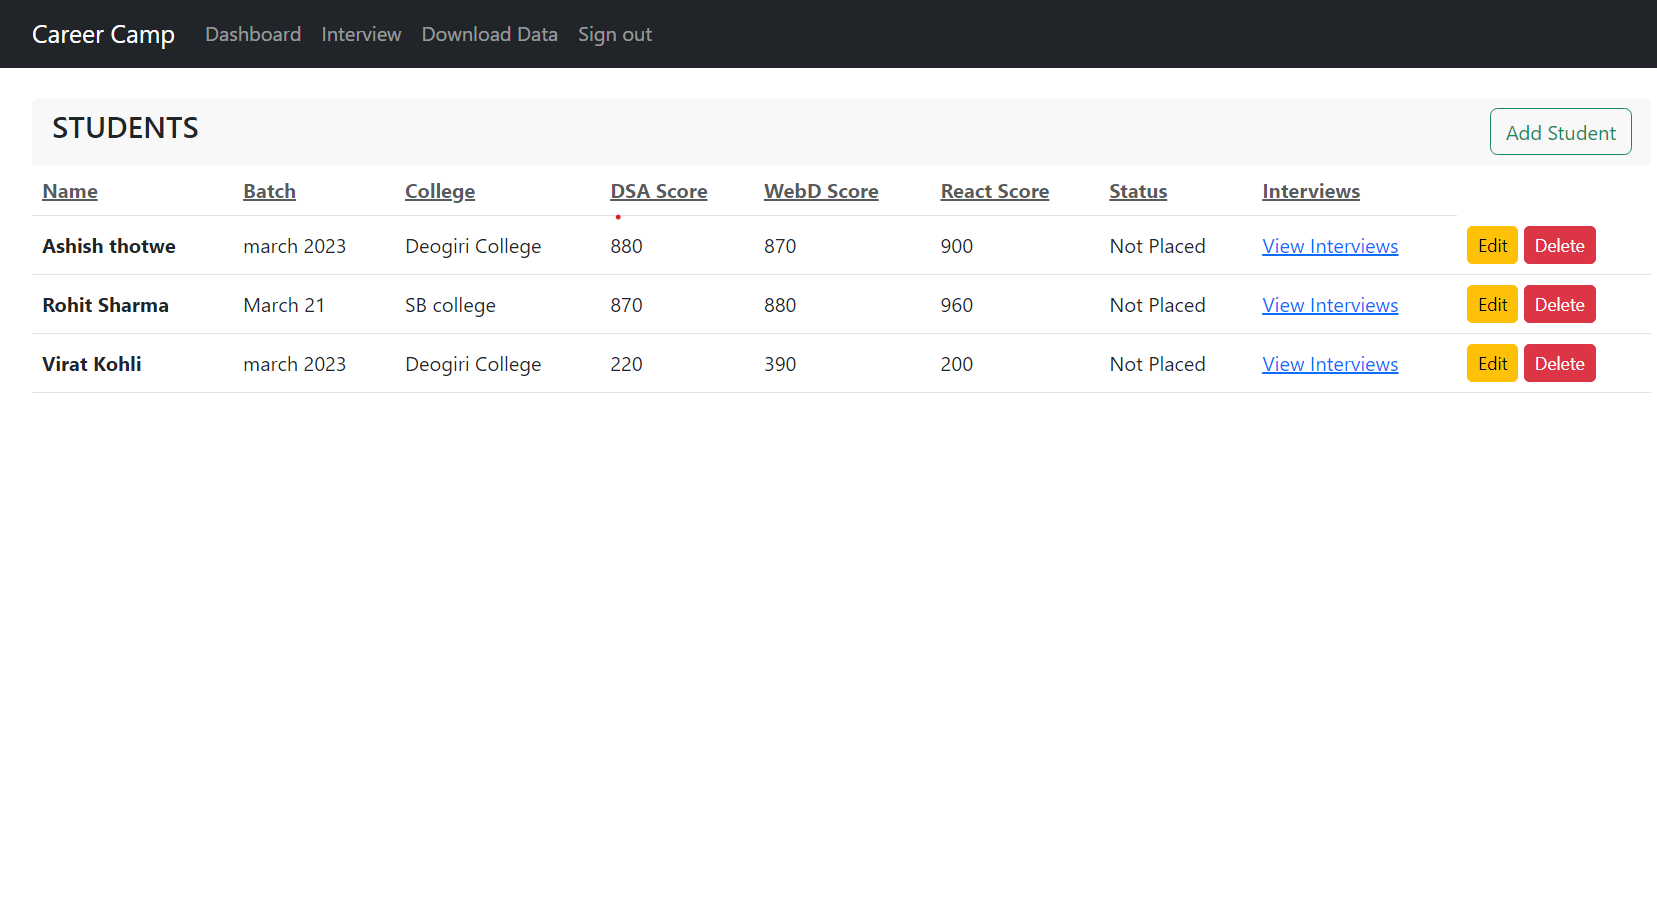 Career Camp Dashboard Interview Download Data Sign out
STUDENTS Add Student
Name Batch College DSA Score WebD Score React Score Status Interviews
Ashish thotwe march 2023 Deogiri College 880 870 900 Not Placed View Interviews Edit Delete
Rohit Sharma March 21 SB college 870 880 960 Not Placed View Interviews Edit Delete
Virat Kohli march 2023 Deogiri College 220 390 200 Not Placed View Interviews Edit Delete